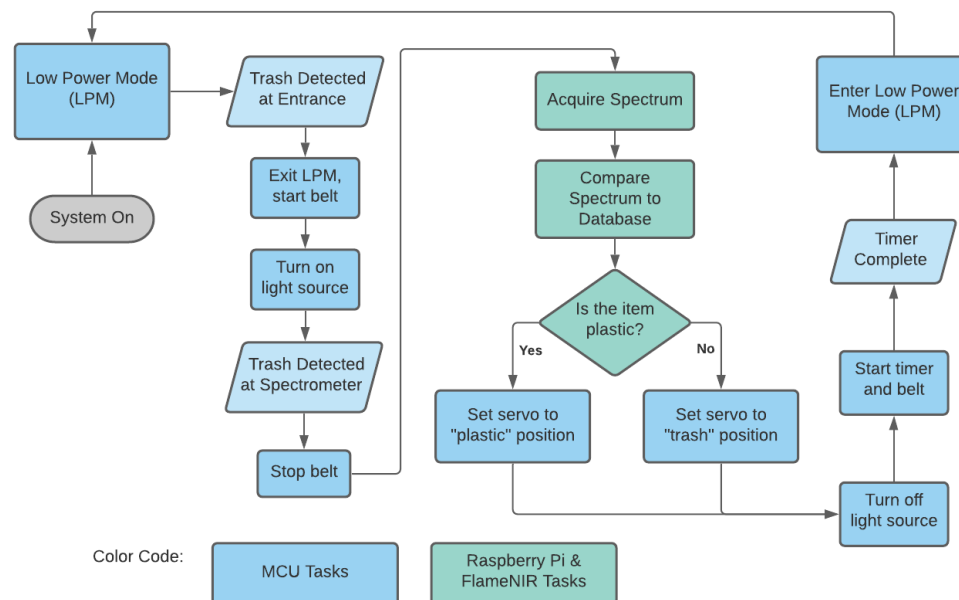 Low Power Mode
(LPM)
System On
Trash Detected
at Entrance
Exit LPM,
start belt
Turn on
light source
Trash Detected
at Spectrometer
Stop belt
Acquire Spectrum
Compare
Spectrum to
Database
Is the item
plastic?
Yes
No
Set servo to
"plastic" position
Set servo to
"trash" position
Turn off
light source
Start timer
and belt
Timer
Complete
Enter Low Power
Mode (LPM)
Color Code:
MCU Tasks
Raspberry Pi &
FlameNIR Tasks